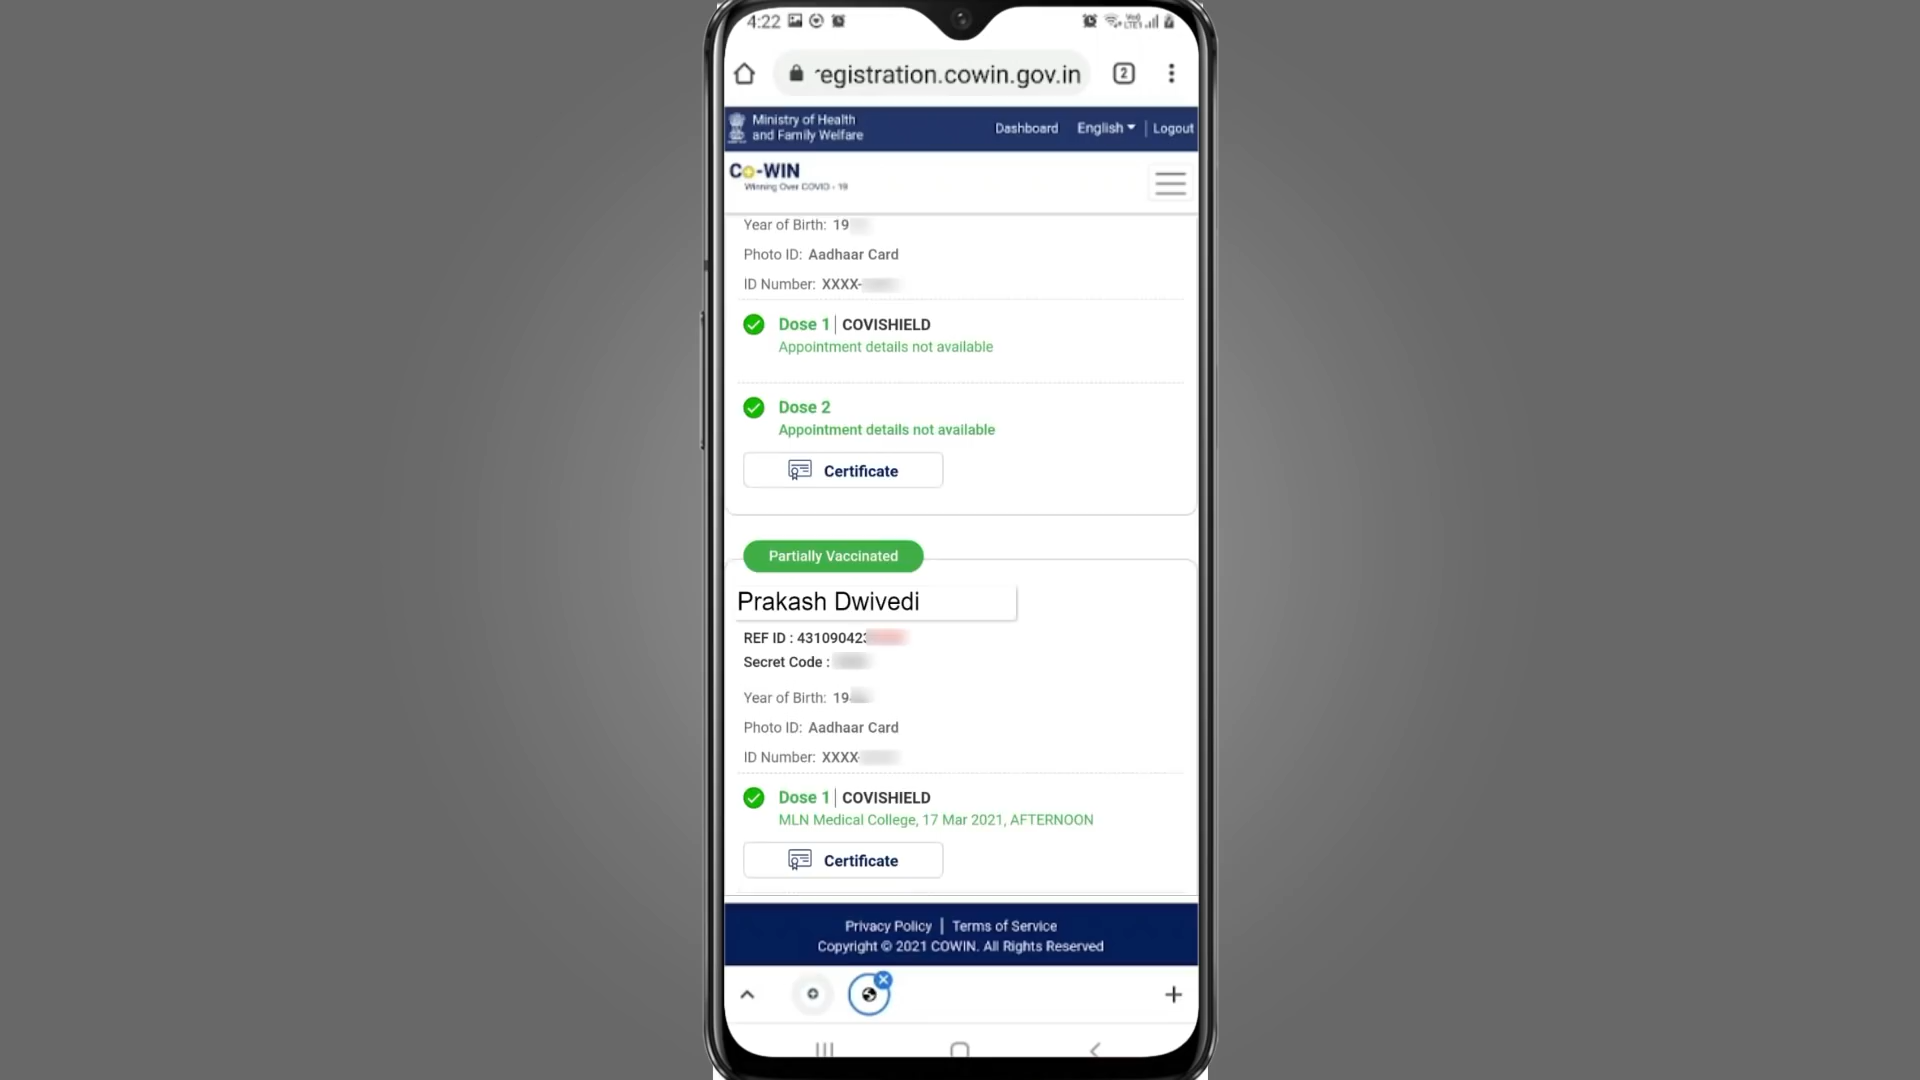 4:22
registration.cowin.gov.in
2
Ministry of Health
and Family Welfare
Dashboard English Logout
Co-WIN
Winning Over COVID - 19
Year of Birth: 19
Photo ID: Aadhaar Card
ID Number: XXXX-
Dose 1 | COVISHIELD
Appointment details not available
Dose 2
Appointment details not available
Certificate
Partially Vaccinated
Prakash Dwivedi
REF ID : 431090423
Secret Code :
Year of Birth: 19
Photo ID: Aadhaar Card
ID Number: XXXX-
Dose 1 | COVISHIELD
MLN Medical College, 17 Mar 2021, AFTERNOON
Certificate
Privacy Policy | Terms of Service
Copyright © 2021 COWIN. All Rights Reserved